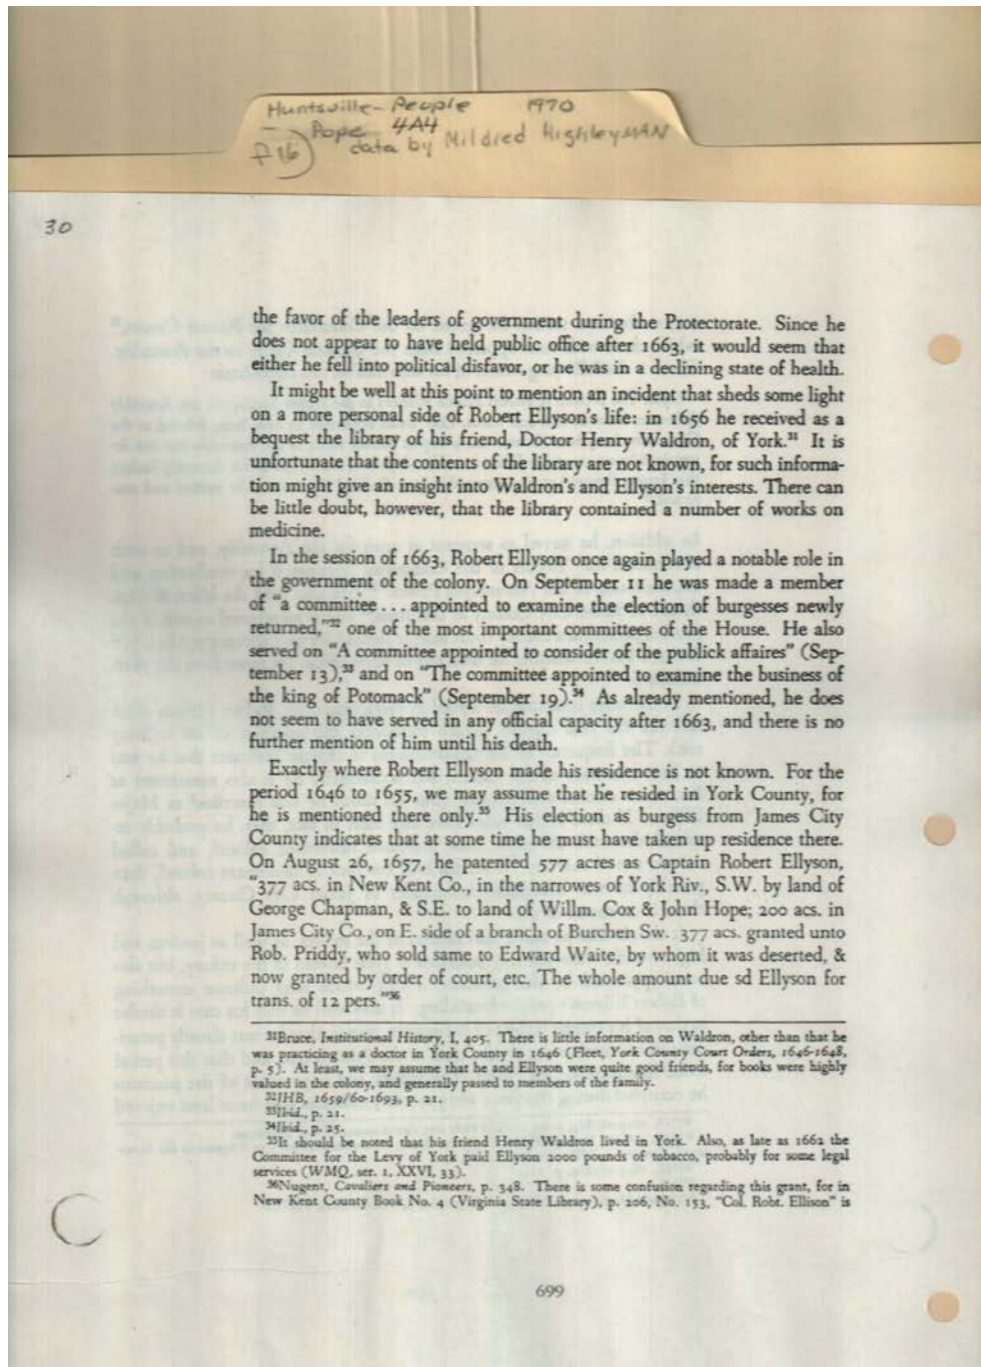 Huntsville - People 1970
Pope 4A4
P16 data by Mildred Highleyman
30
the favor of the leaders of government during the Protectorate. Since he
does not appear to have held public office after 1663, it would seem that
either he fell into political disfavor, or he was in a declining state of health.
It might be well at this point to mention an incident that sheds some light
on a more personal side of Robert Ellyson's life: in 1656 he received as a
bequest the library of his friend, Doctor Henry Waldron, of York.31 It is
unfortunate that the contents of the library are not known, for such informa-
tion might give an insight into Waldron's and Ellyson's interests. There can
be little doubt, however, that the library contained a number of works on
medicine.
In the session of 1663, Robert Ellyson once again played a notable role in
the government of the colony. On September 11 he was made a member
of "a committee . . . appointed to examine the election of burgesses newly
returned,"32 one of the most important committees of the House. He also
served on "A committee appointed to consider of the publick affaires" (Sep-
tember 13),33 and on "The committee appointed to examine the business of
the king of Potomack" (September 19).34 As already mentioned, he does
not seem to have served in any official capacity after 1663, and there is no
further mention of him until his death.
Exactly where Robert Ellyson made his residence is not known. For the
period 1646 to 1655, we may assume that he resided in York County, for
he is mentioned there only.35 His election as burgess from James City
County indicates that at some time he must have taken up residence there.
On August 26, 1657, he patented 577 acres as Captain Robert Ellyson,
"377 acs. in New Kent Co., in the narrowes of York Riv., S.W. by land of
George Chapman, & S.E. to land of Willm. Cox & John Hope; 200 acs. in
James City Co., on E. side of a branch of Burchen Sw. 377 acs. granted unto
Rob. Priddy, who sold same to Edward Waite, by whom it was deserted, &
now granted by order of court, etc. The whole amount due sd Ellyson for
trans. of 12 pers."36
31Bruce, Institutional History, I, 405. There is little information on Waldron, other than that he
was practicing as a doctor in York County in 1646 (Fleet, York County Court Orders, 1646-1648,
p. 5). At least, we may assume that he and Ellyson were quite good friends, for books were highly
valued in the colony, and generally passed to members of the family.
32JHB, 1659/60-1693, p. 21.
33Ibid., p. 21.
34Ibid., p. 25.
35It should be noted that his friend Henry Waldron lived in York. Also, as late as 1662 the
Committee for the Levy of York paid Ellyson 2000 pounds of tobacco, probably for some legal
services (WMQ, ser. 1, XXVI, 33).
36Nugent, Cavaliers and Pioneers, p. 348. There is some confusion regarding this grant, for in
New Kent County Book No. 4 (Virginia State Library), p. 206, No. 153, "Col. Robt. Ellison" is
699